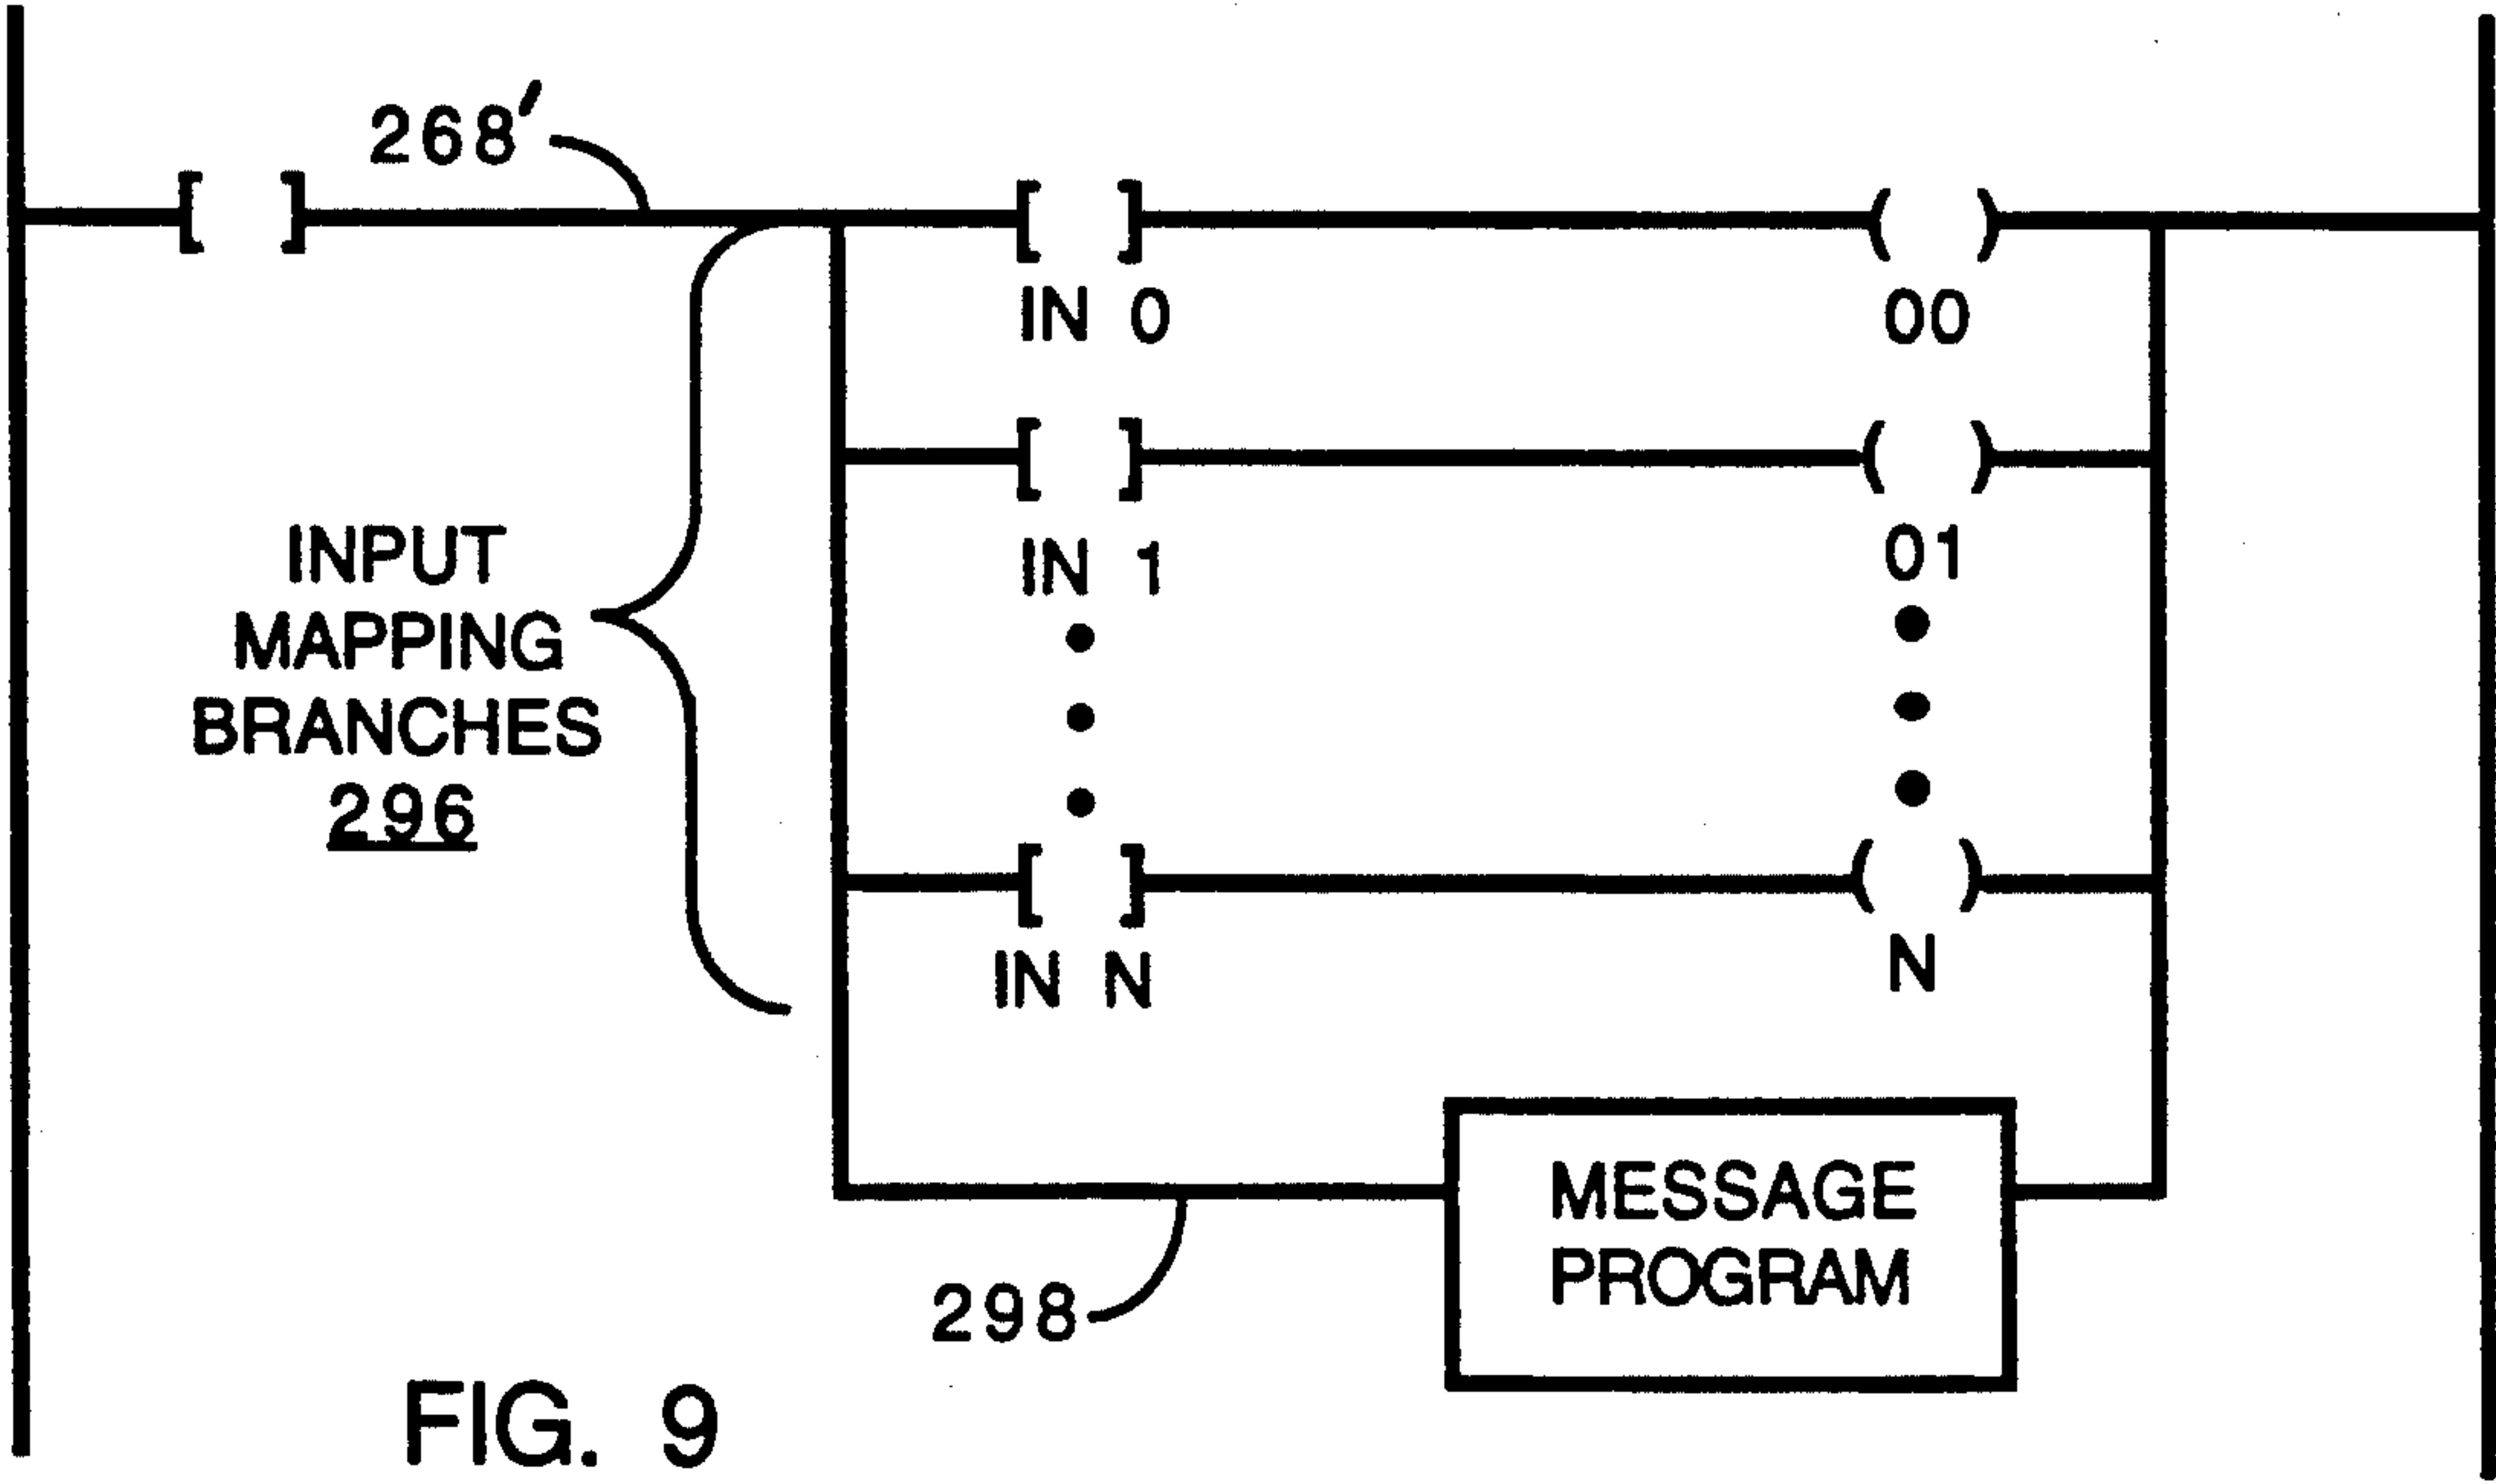 268′
IN 0
00
IN 1
01
INPUT
MAPPING
BRANCHES
296
IN N
N
MESSAGE
PROGRAM
298
FIG. 9